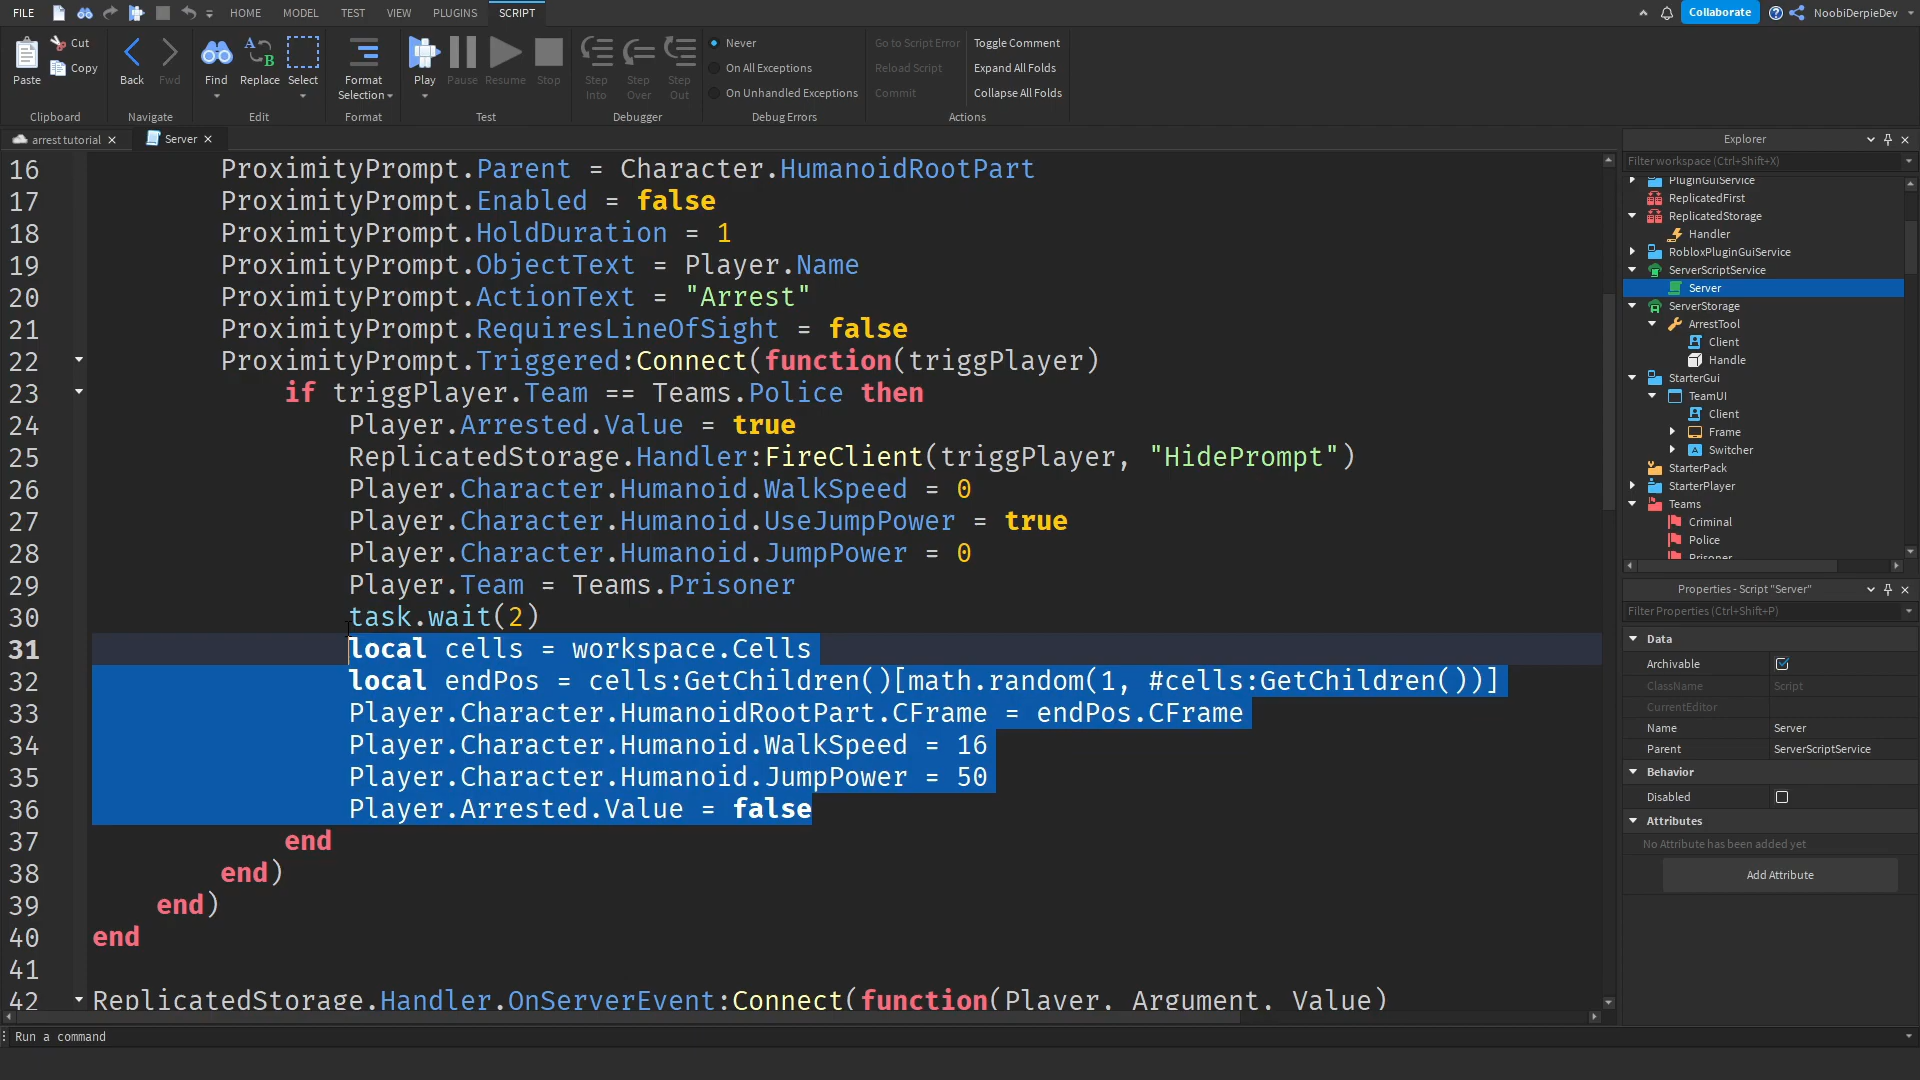 FILE HOME MODEL TEST VIEW PLUGINS SCRIPT Collaborate NoobiDerpieDev
Paste Cut Copy Back Fwd Find Replace Select Format Selection Play Pause Resume Stop Step Into Step Over Step Out
Never
On All Exceptions
On Unhandled Exceptions
Go to Script Error
Reload Script
Commit
Toggle Comment
Expand All Folds
Collapse All Folds
Clipboard Navigate Edit Format Test Debugger Debug Errors Actions
arrest tutorial Server
16 ProximityPrompt.Parent = Character.HumanoidRootPart
17 ProximityPrompt.Enabled = false
18 ProximityPrompt.HoldDuration = 1
19 ProximityPrompt.ObjectText = Player.Name
20 ProximityPrompt.ActionText = "Arrest"
21 ProximityPrompt.RequiresLineOfSight = false
22 ProximityPrompt.Triggered:Connect(function(triggPlayer)
23 if triggPlayer.Team == Teams.Police then
24 Player.Arrested.Value = true
25 ReplicatedStorage.Handler:FireClient(triggPlayer, "HidePrompt")
26 Player.Character.Humanoid.WalkSpeed = 0
27 Player.Character.Humanoid.UseJumpPower = true
28 Player.Character.Humanoid.JumpPower = 0
29 Player.Team = Teams.Prisoner
30 task.wait(2)
31 local cells = workspace.Cells
32 local endPos = cells:GetChildren()[math.random(1, #cells:GetChildren())]
33 Player.Character.HumanoidRootPart.CFrame = endPos.CFrame
34 Player.Character.Humanoid.WalkSpeed = 16
35 Player.Character.Humanoid.JumpPower = 50
36 Player.Arrested.Value = false
37 end
38 end)
39 end)
40 end
41
42 ReplicatedStorage.Handler.OnServerEvent:Connect(function(Player, Argument, Value)
Run a command
Explorer
Filter workspace (Ctrl+Shift+X)
PluginGuiService
ReplicatedFirst
ReplicatedStorage
Handler
RobloxPluginGuiService
ServerScriptService
Server
ServerStorage
ArrestTool
Client
Handle
StarterGui
TeamUI
Client
Frame
Switcher
StarterPack
StarterPlayer
Teams
Criminal
Police
Prisoner
Properties - Script "Server"
Filter Properties (Ctrl+Shift+P)
Data
Archivable
ClassName Script
CurrentEditor
Name Server
Parent ServerScriptService
Behavior
Disabled
Attributes
No Attribute has been added yet
Add Attribute